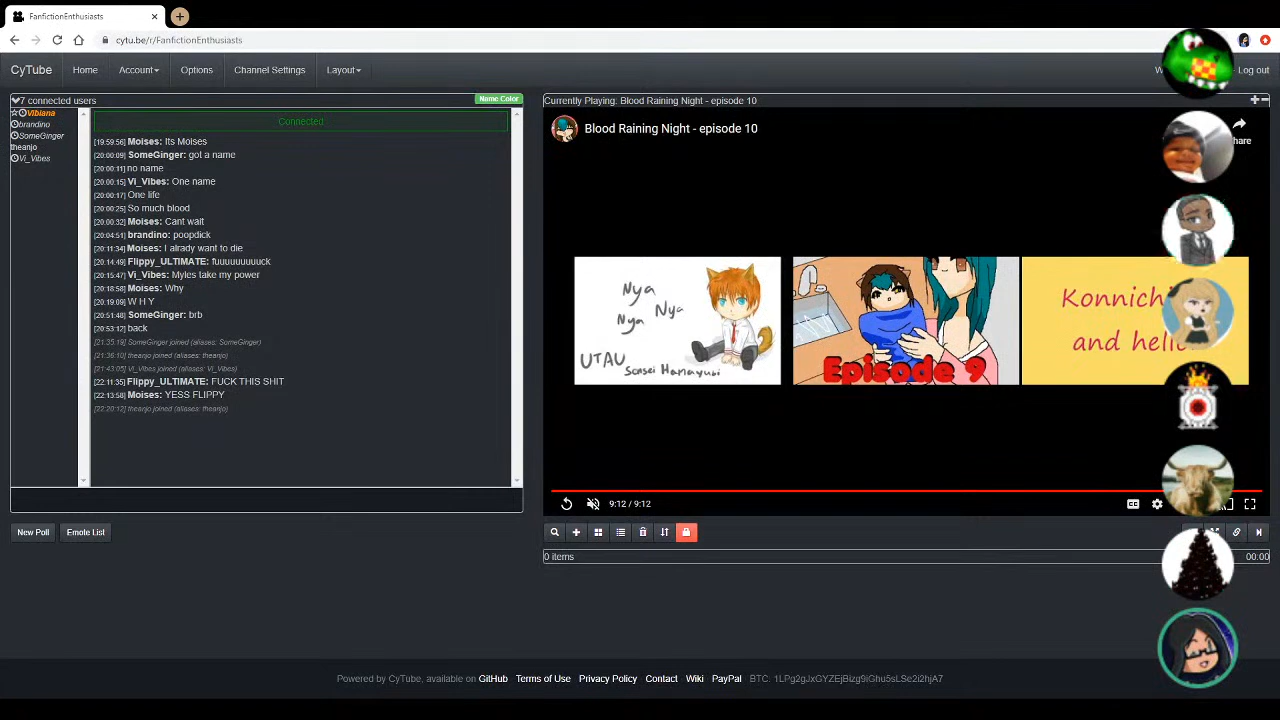 FanfictionEnthusiasts
cytu.be/r/FanfictionEnthusiasts
CyTube Home Account Options Channel Settings Layout Log out
7 connected users Name Color
Vibiana
brandino
SomeGinger
theanjo
Vi_Vibes
Connected
[19:59:56] Moises: Its Moises
[20:00:09] SomeGinger: got a name
[20:00:11] no name
[20:00:15] Vi_Vibes: One name
[20:00:17] One life
[20:00:25] So much blood
[20:00:32] Moises: Cant wait
[20:04:51] brandino: poopdick
[20:11:34] Moises: I alrady want to die
[20:14:49] Flippy_ULTIMATE: fuuuuuuuuuck
[20:15:47] Vi_Vibes: Myles take my power
[20:18:58] Moises: Why
[20:19:09] W H Y
[20:51:48] SomeGinger: brb
[20:53:12] back
[21:35:19] SomeGinger joined (aliases: SomeGinger)
[21:36:10] theanjo joined (aliases: theanjo)
[21:43:05] Vi_Vibes joined (aliases: Vi_Vibes)
[22:11:35] Flippy_ULTIMATE: FUCK THIS SHIT
[22:13:58] Moises: YESS FLIPPY
[22:20:12] theanjo joined (aliases: theanjo)
New Poll Emote List
Currently Playing: Blood Raining Night - episode 10
Blood Raining Night - episode 10
Nya
Nya
Nya
UTAU
Sensei Hamayubi
Episode 9
and
9:12 / 9:12
0 items 00:00
Powered by CyTube, available on GitHub Terms of Use Privacy Policy Contact Wiki PayPal BTC: